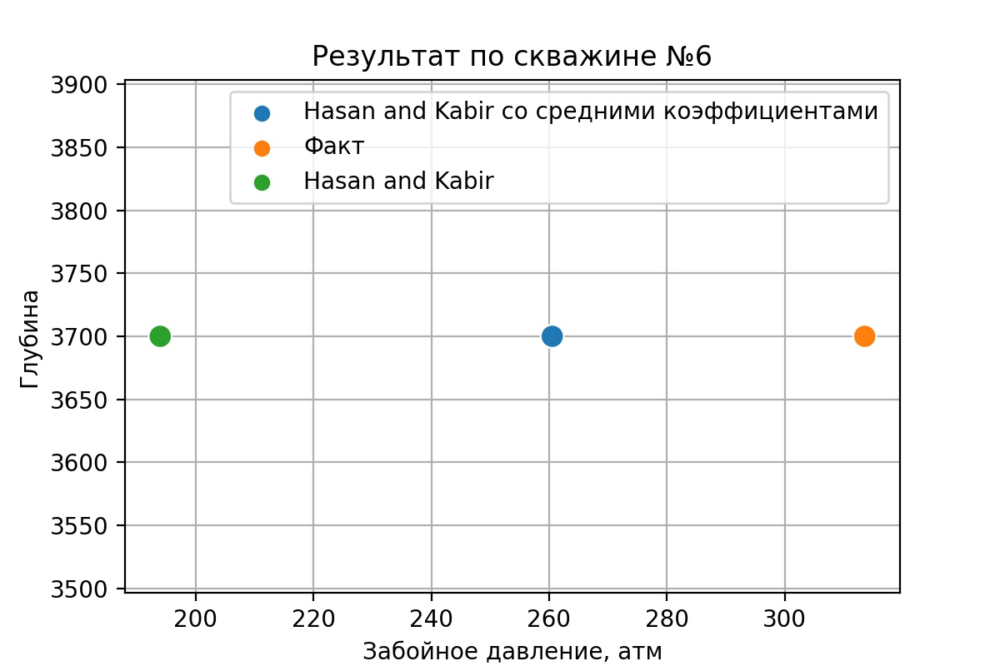 Результат по скважине №6
Hasan and Kabir со средними коэффициентами
Факт
Hasan and Kabir
Глубина
3900
3850
3800
3750
3700
3650
3600
3550
3500
200 220 240 260 280 300
Забойное давление, атм